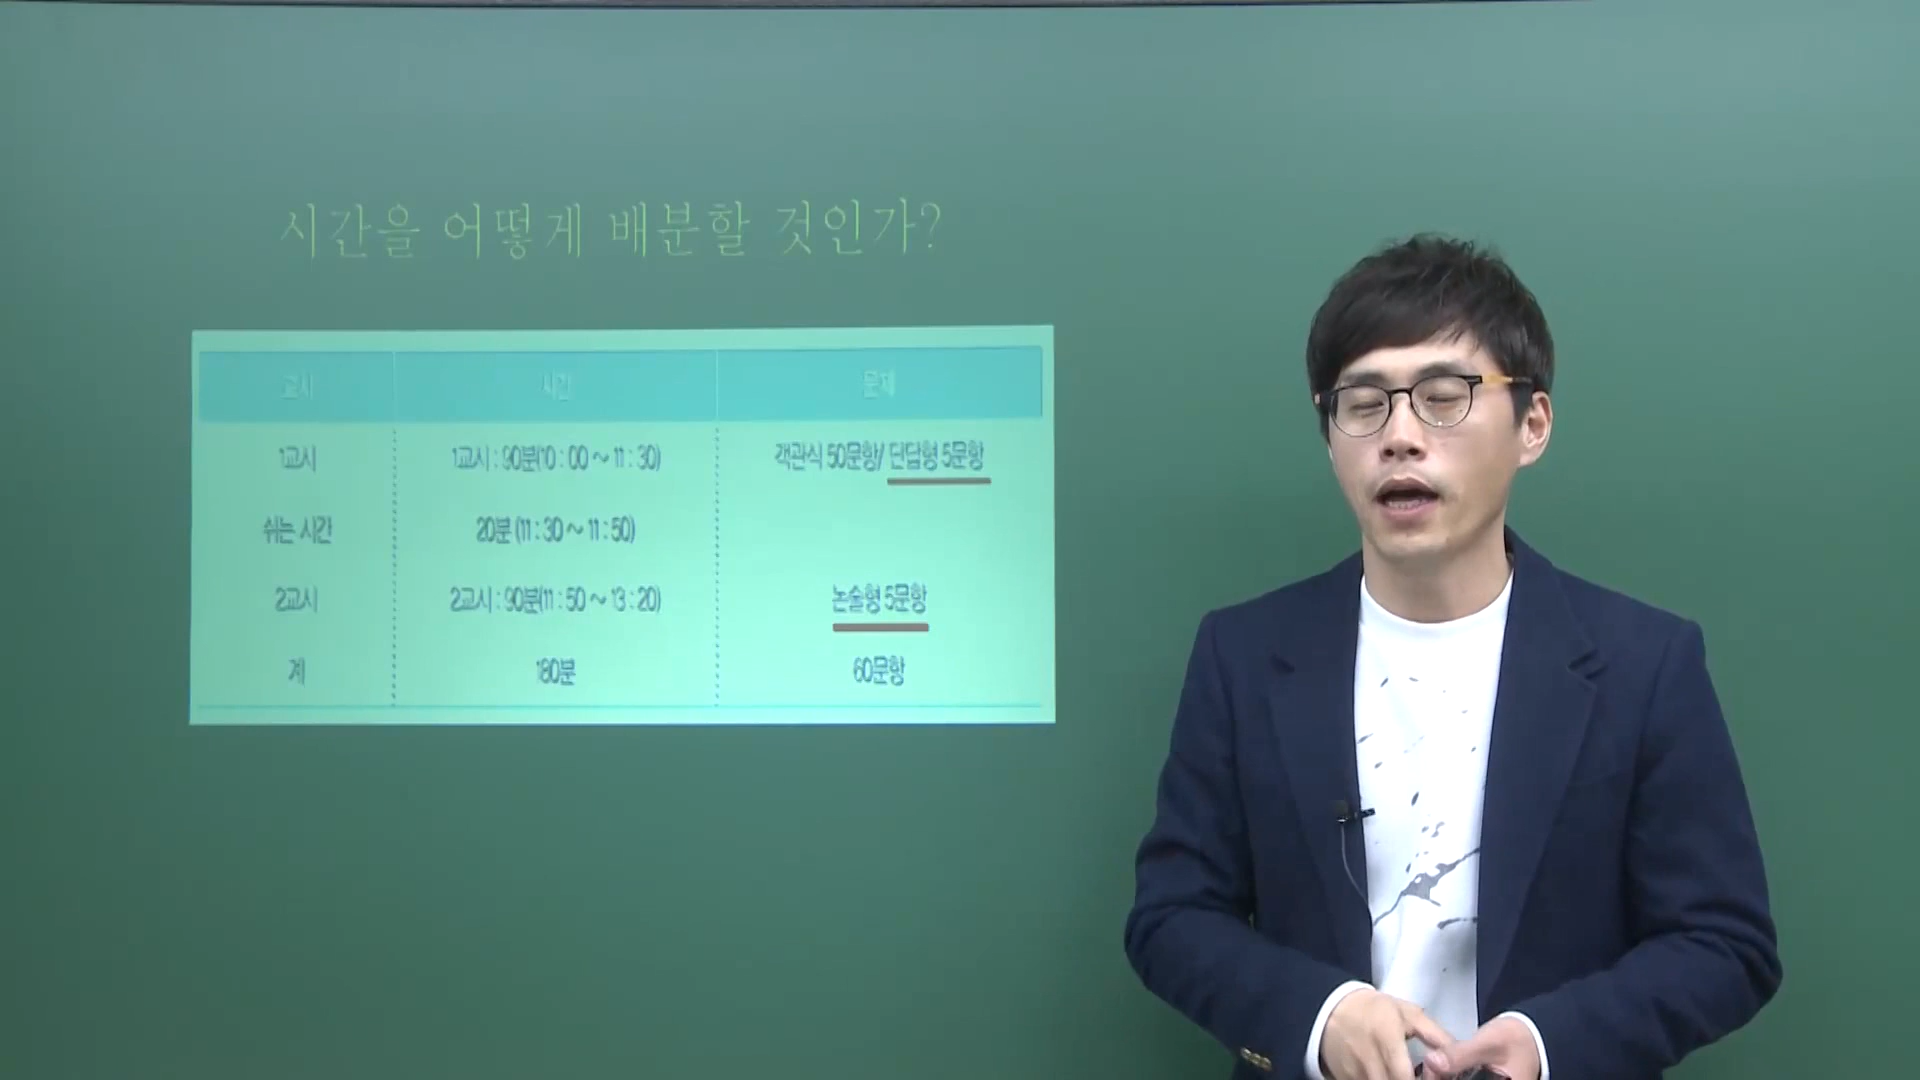 시간을 어떻게 배분할 것인가?
교시 시간 문제
1교시 1교시 : 90분(10 : 00 ~ 11 : 30) 객관식 50문항/ 단답형 5문항
쉬는 시간 20분 (11 : 30 ~ 11 : 50)
2교시 2교시 : 90분(11 : 50 ~ 13 : 20) 논술형 5문항
계 180분 60문항